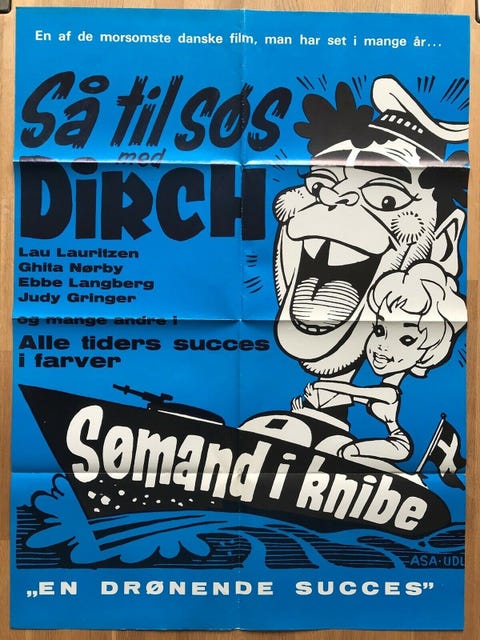 En af de morsomste danske film, man har set i mange år...
Så til søs
med
DiRCH
Lau Lauritzen
Ghita Nørby
Ebbe Langberg
Judy Gringer
og mange andre i
Alle tiders succes
i farver
Sømand i knibe
ASA-UDL
„EN DRØNENDE SUCCES”